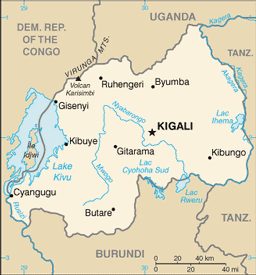 DEM. REP. OF
THE CONGO
UGANDA
TANZ.
VIRUNGA MTS.
Kagera
Volcan
Karisimbi
Ruhengeri
Byumba
Akagera
Kagera
Gisenyi
Nyabarongo
Lac
Ihema
KIGALI
Île
Idjwi
Kibuye
Lake
Kivu
Gitarama
Lac
Cyohoha Sud
Kibungo
Mwogo
Lac
Rweru
Cyangugu
Ruzizi
Butare
TANZ.
BURUNDI
0 20 40 km
0 20 40 mi